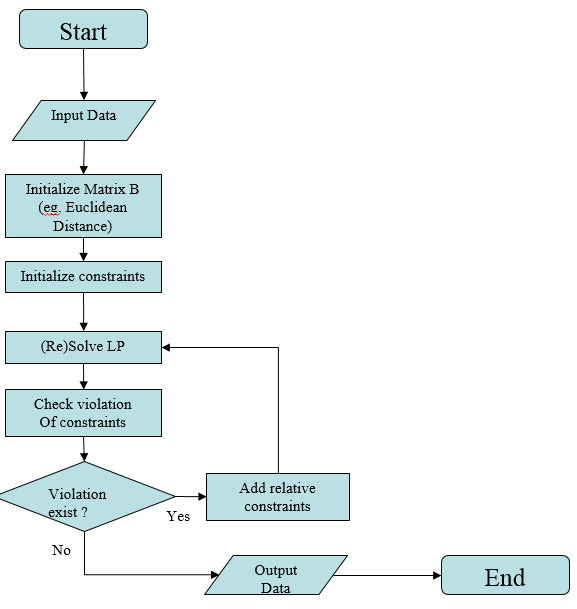 Start
Input Data
Initialize Matrix B
(eg. Euclidean
Distance)
Initialize constraints
(Re)Solve LP
Check violation
Of constraints
Violation
exist ?
Yes
Add relative
constraints
No
Output
Data
End